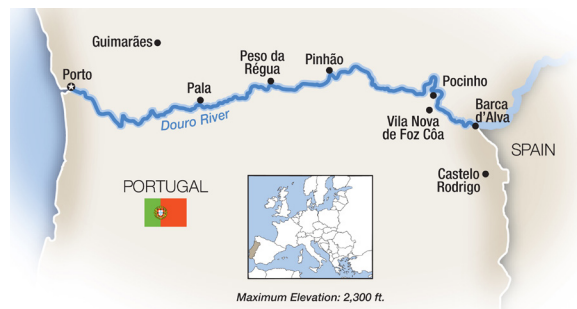 Guimarães
Porto
Pala
Peso da
Régua
Pinhão
Pocinho
Vila Nova
de Foz Côa
Barca
d'Alva
Douro River
SPAIN
Castelo
Rodrigo
PORTUGAL
Maximum Elevation: 2,300 ft.